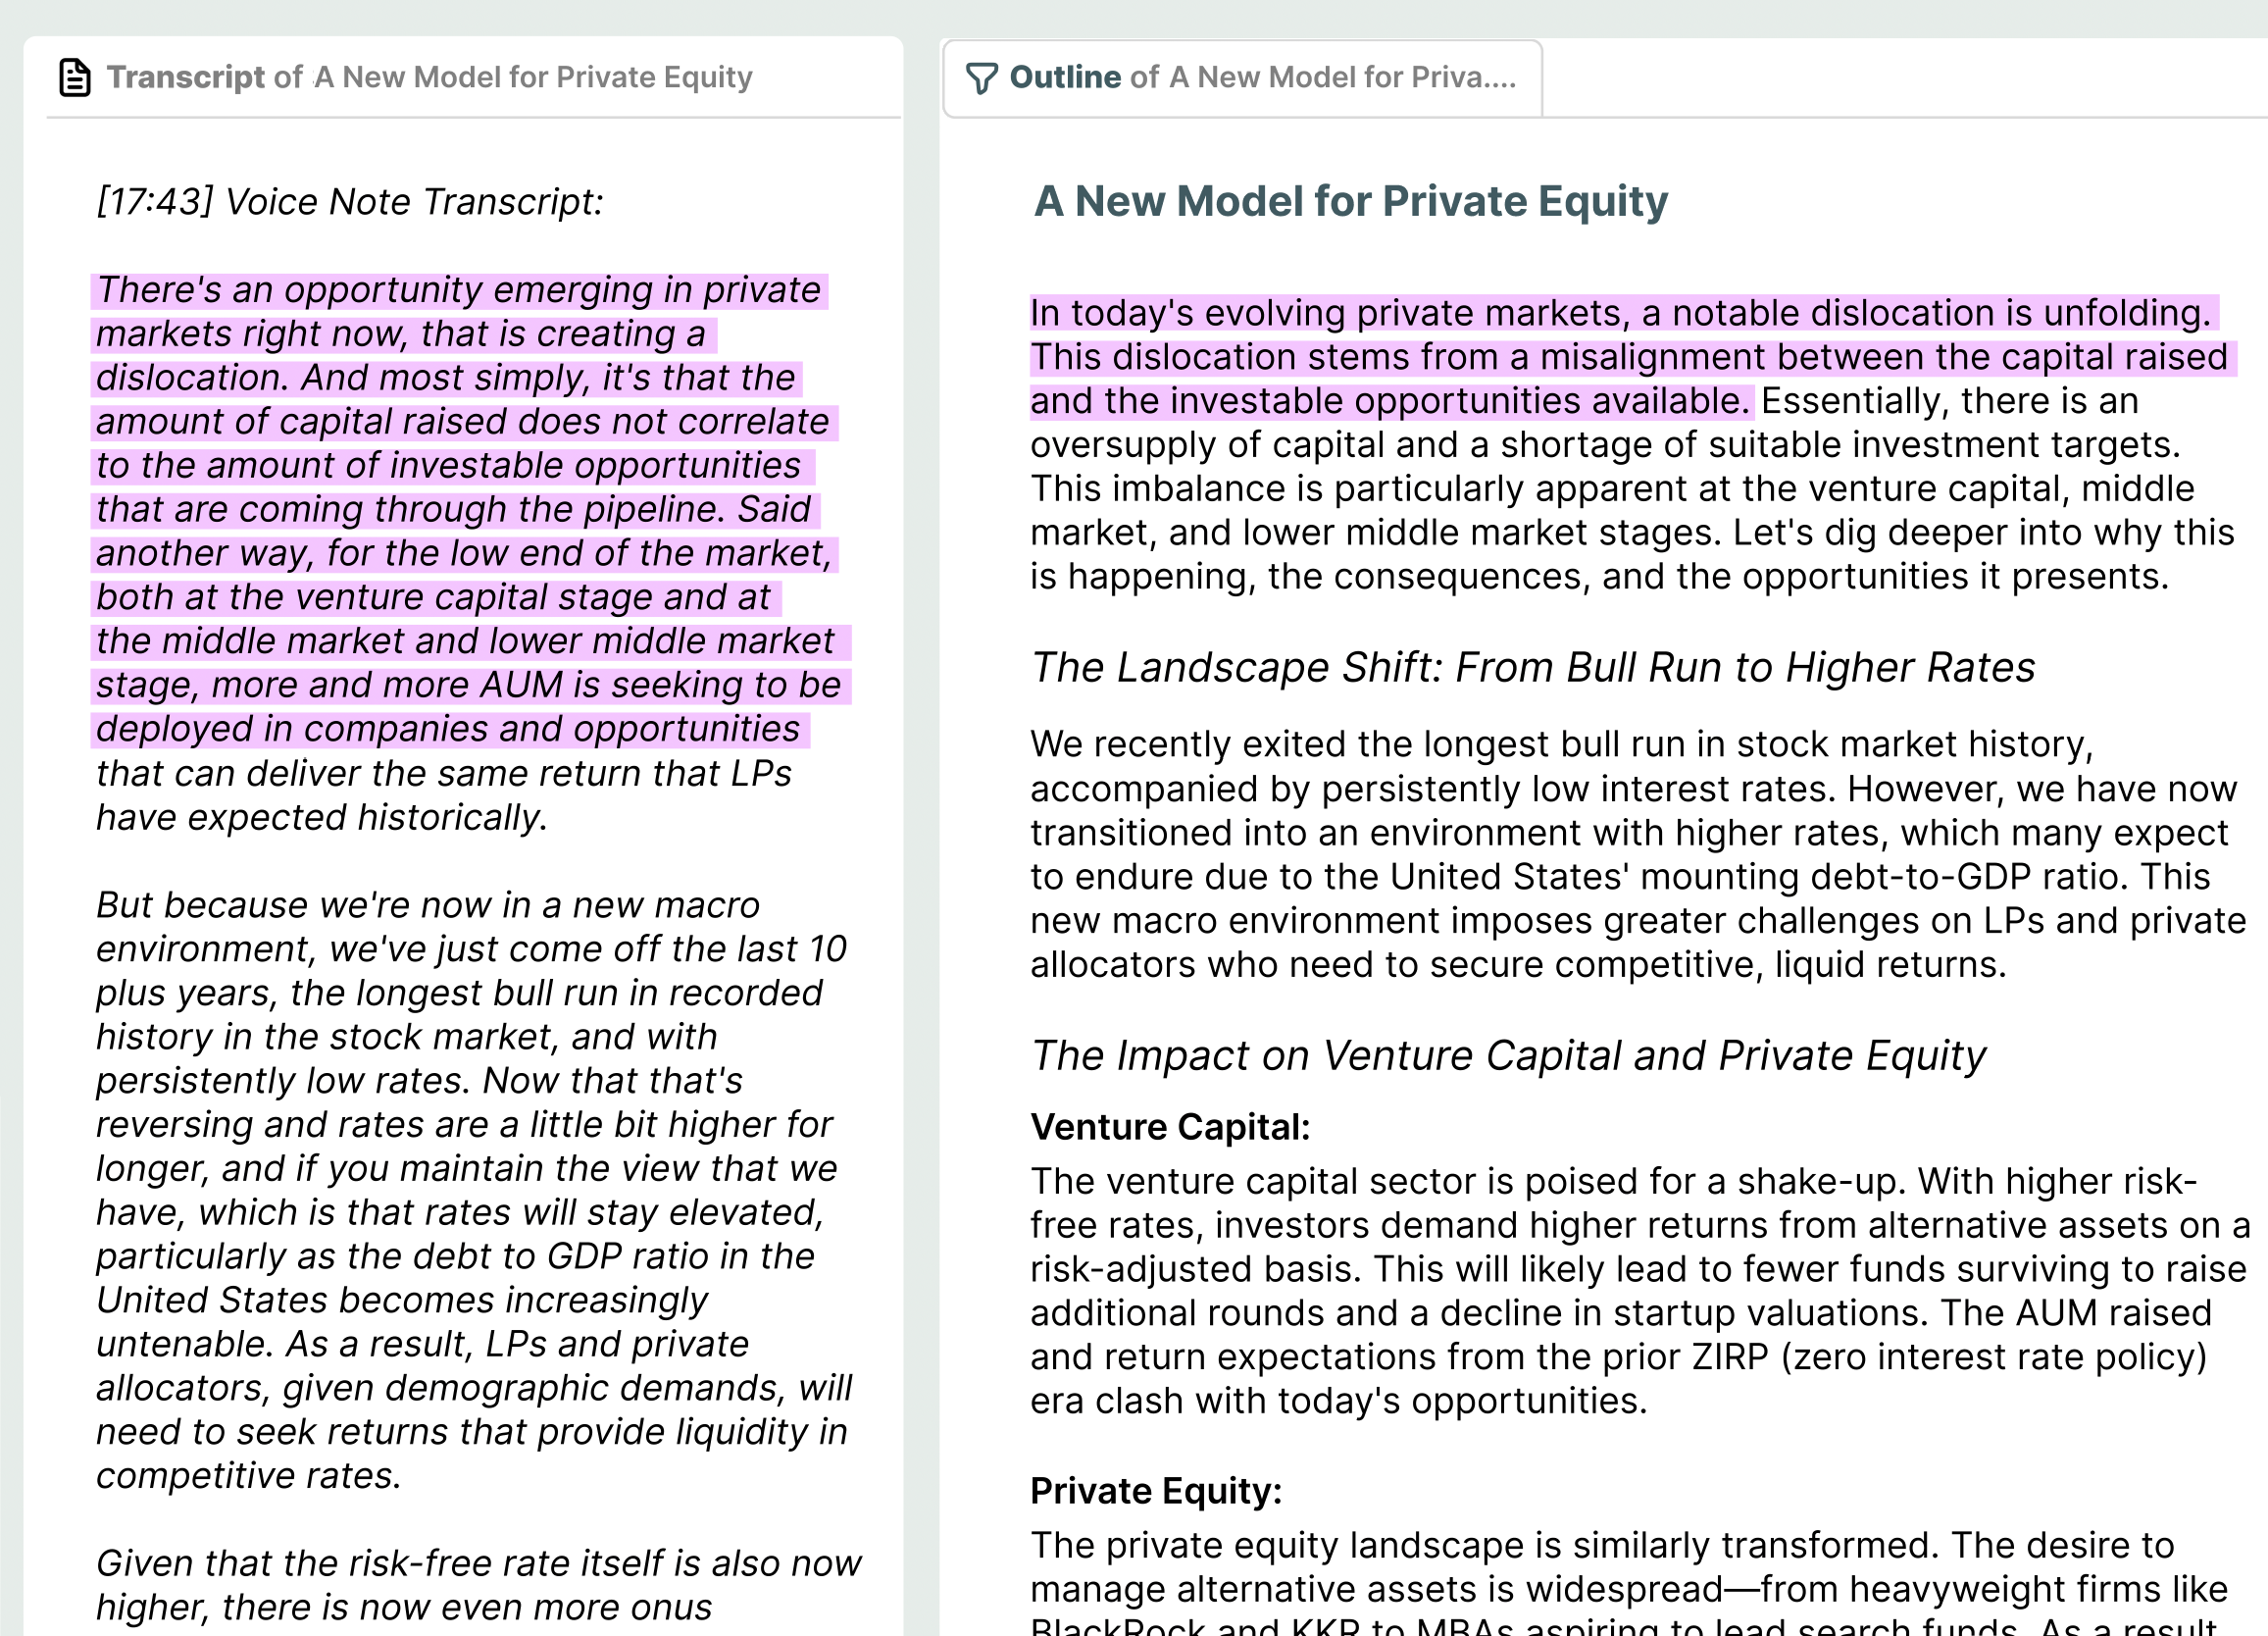 Transcript of A New Model for Private Equity
[17:43] Voice Note Transcript:
There's an opportunity emerging in private
markets right now, that is creating a
dislocation. And most simply, it's that the
amount of capital raised does not correlate
to the amount of investable opportunities
that are coming through the pipeline. Said
another way, for the low end of the market,
both at the venture capital stage and at
the middle market and lower middle market
stage, more and more AUM is seeking to be
deployed in companies and opportunities
that can deliver the same return that LPs
have expected historically.
But because we're now in a new macro
environment, we've just come off the last 10
plus years, the longest bull run in recorded
history in the stock market, and with
persistently low rates. Now that that's
reversing and rates are a little bit higher for
longer, and if you maintain the view that we
have, which is that rates will stay elevated,
particularly as the debt to GDP ratio in the
United States becomes increasingly
untenable. As a result, LPs and private
allocators, given demographic demands, will
need to seek returns that provide liquidity in
competitive rates.
Given that the risk-free rate itself is also now
higher, there is now even more onus
Outline of A New Model for Priva....
A New Model for Private Equity
In today's evolving private markets, a notable dislocation is unfolding.
This dislocation stems from a misalignment between the capital raised
and the investable opportunities available. Essentially, there is an
oversupply of capital and a shortage of suitable investment targets.
This imbalance is particularly apparent at the venture capital, middle
market, and lower middle market stages. Let's dig deeper into why this
is happening, the consequences, and the opportunities it presents.
The Landscape Shift: From Bull Run to Higher Rates
We recently exited the longest bull run in stock market history,
accompanied by persistently low interest rates. However, we have now
transitioned into an environment with higher rates, which many expect
to endure due to the United States' mounting debt-to-GDP ratio. This
new macro environment imposes greater challenges on LPs and private
allocators who need to secure competitive, liquid returns.
The Impact on Venture Capital and Private Equity
Venture Capital:
The venture capital sector is poised for a shake-up. With higher risk-
free rates, investors demand higher returns from alternative assets on a
risk-adjusted basis. This will likely lead to fewer funds surviving to raise
additional rounds and a decline in startup valuations. The AUM raised
and return expectations from the prior ZIRP (zero interest rate policy)
era clash with today's opportunities.
Private Equity:
The private equity landscape is similarly transformed. The desire to
manage alternative assets is widespread—from heavyweight firms like
BlackRock and KKR to MBAs aspiring to lead search funds. As a result